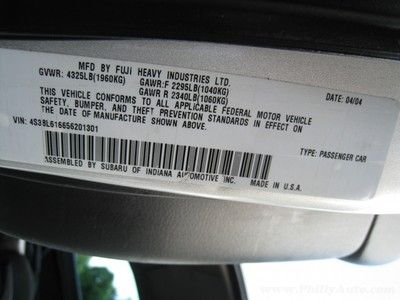 MFD BY FUJI HEAVY INDUSTRIES LTD.
GVWR: 4325LB(1960KG) GAWR:F 2295LB(1040KG) DATE: 04/04
GAWR R 2340LB(1060KG)
THIS VEHICLE CONFORMS TO ALL APPLICABLE FEDERAL MOTOR VEHICLE
SAFETY, BUMPER, AND THEFT PREVENTION STANDARDS IN EFFECT ON
THE DATE OF MANUFACTURE SHOWN ABOVE.
VIN: 4S3BL616656201301
TYPE: PASSENGER CAR
ASSEMBLED BY SUBARU OF INDIANA AUTOMOTIVE INC. MADE IN U.S.A.
www.PhillyAuto.com